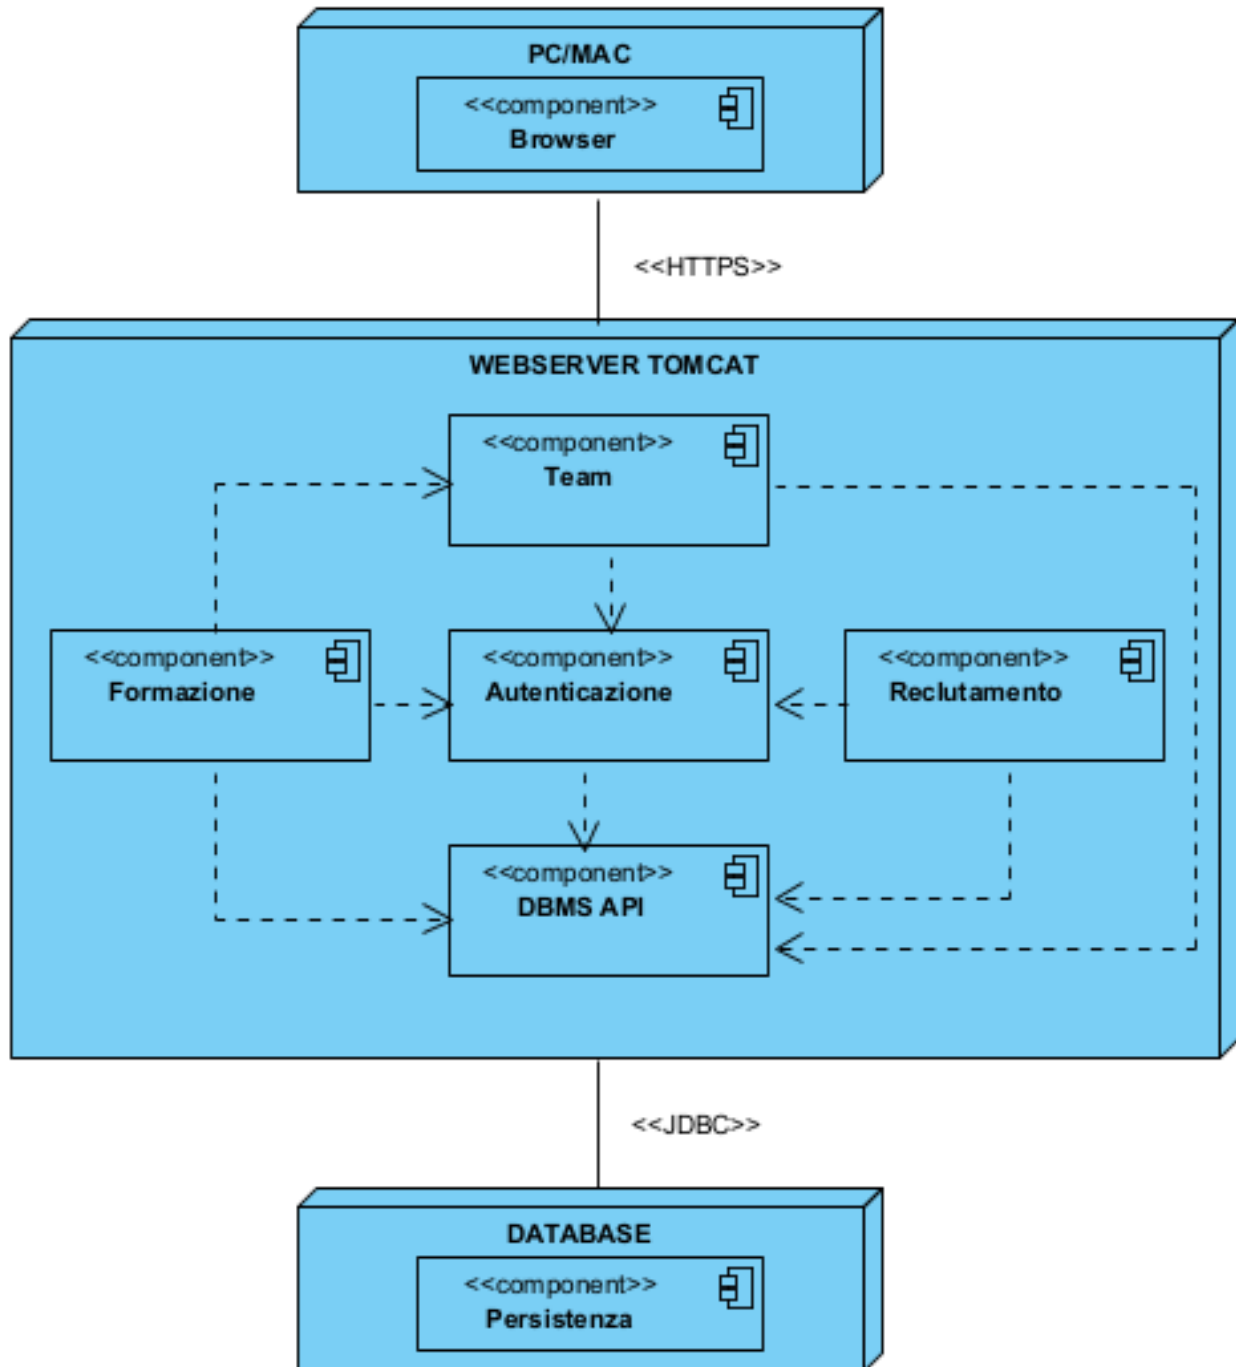 PC/MAC
<<component>>
Browser
<<HTTPS>>
WEBSERVER TOMCAT
<<component>>
Team
<<component>>
Formazione
<<component>>
Autenticazione
<<component>>
Reclutamento
<<component>>
DBMS API
<<JDBC>>
DATABASE
<<component>>
Persistenza